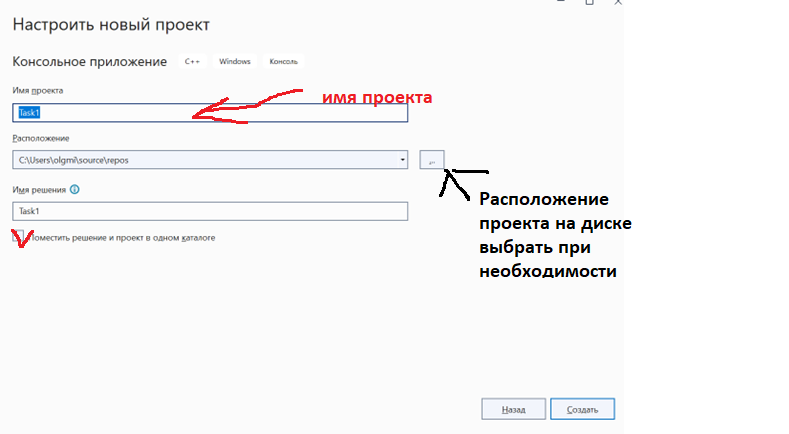 Настроить новый проект
Консольное приложение C++ Windows Консоль
Имя проекта
имя проекта
Task1
Расположение
C:\Users\olgmi\source\repos
...
Расположение
проекта на диске
выбрать при
необходимости
Имя решения
Task1
Поместить решение и проект в одном каталоге
Назад Создать